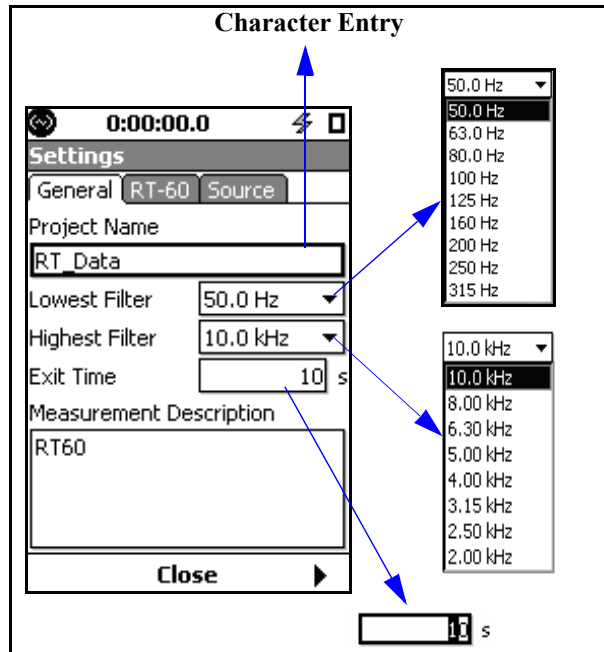 Character Entry
0:00:00.0
Settings
General RT-60 Source
Project Name
RT_Data
Lowest Filter 50.0 Hz
Highest Filter 10.0 kHz
Exit Time 10 s
Measurement Description
RT60
Close
50.0 Hz
50.0 Hz
63.0 Hz
80.0 Hz
100 Hz
125 Hz
160 Hz
200 Hz
250 Hz
315 Hz
10.0 kHz
10.0 kHz
8.00 kHz
6.30 kHz
5.00 kHz
4.00 kHz
3.15 kHz
2.50 kHz
2.00 kHz
10 s